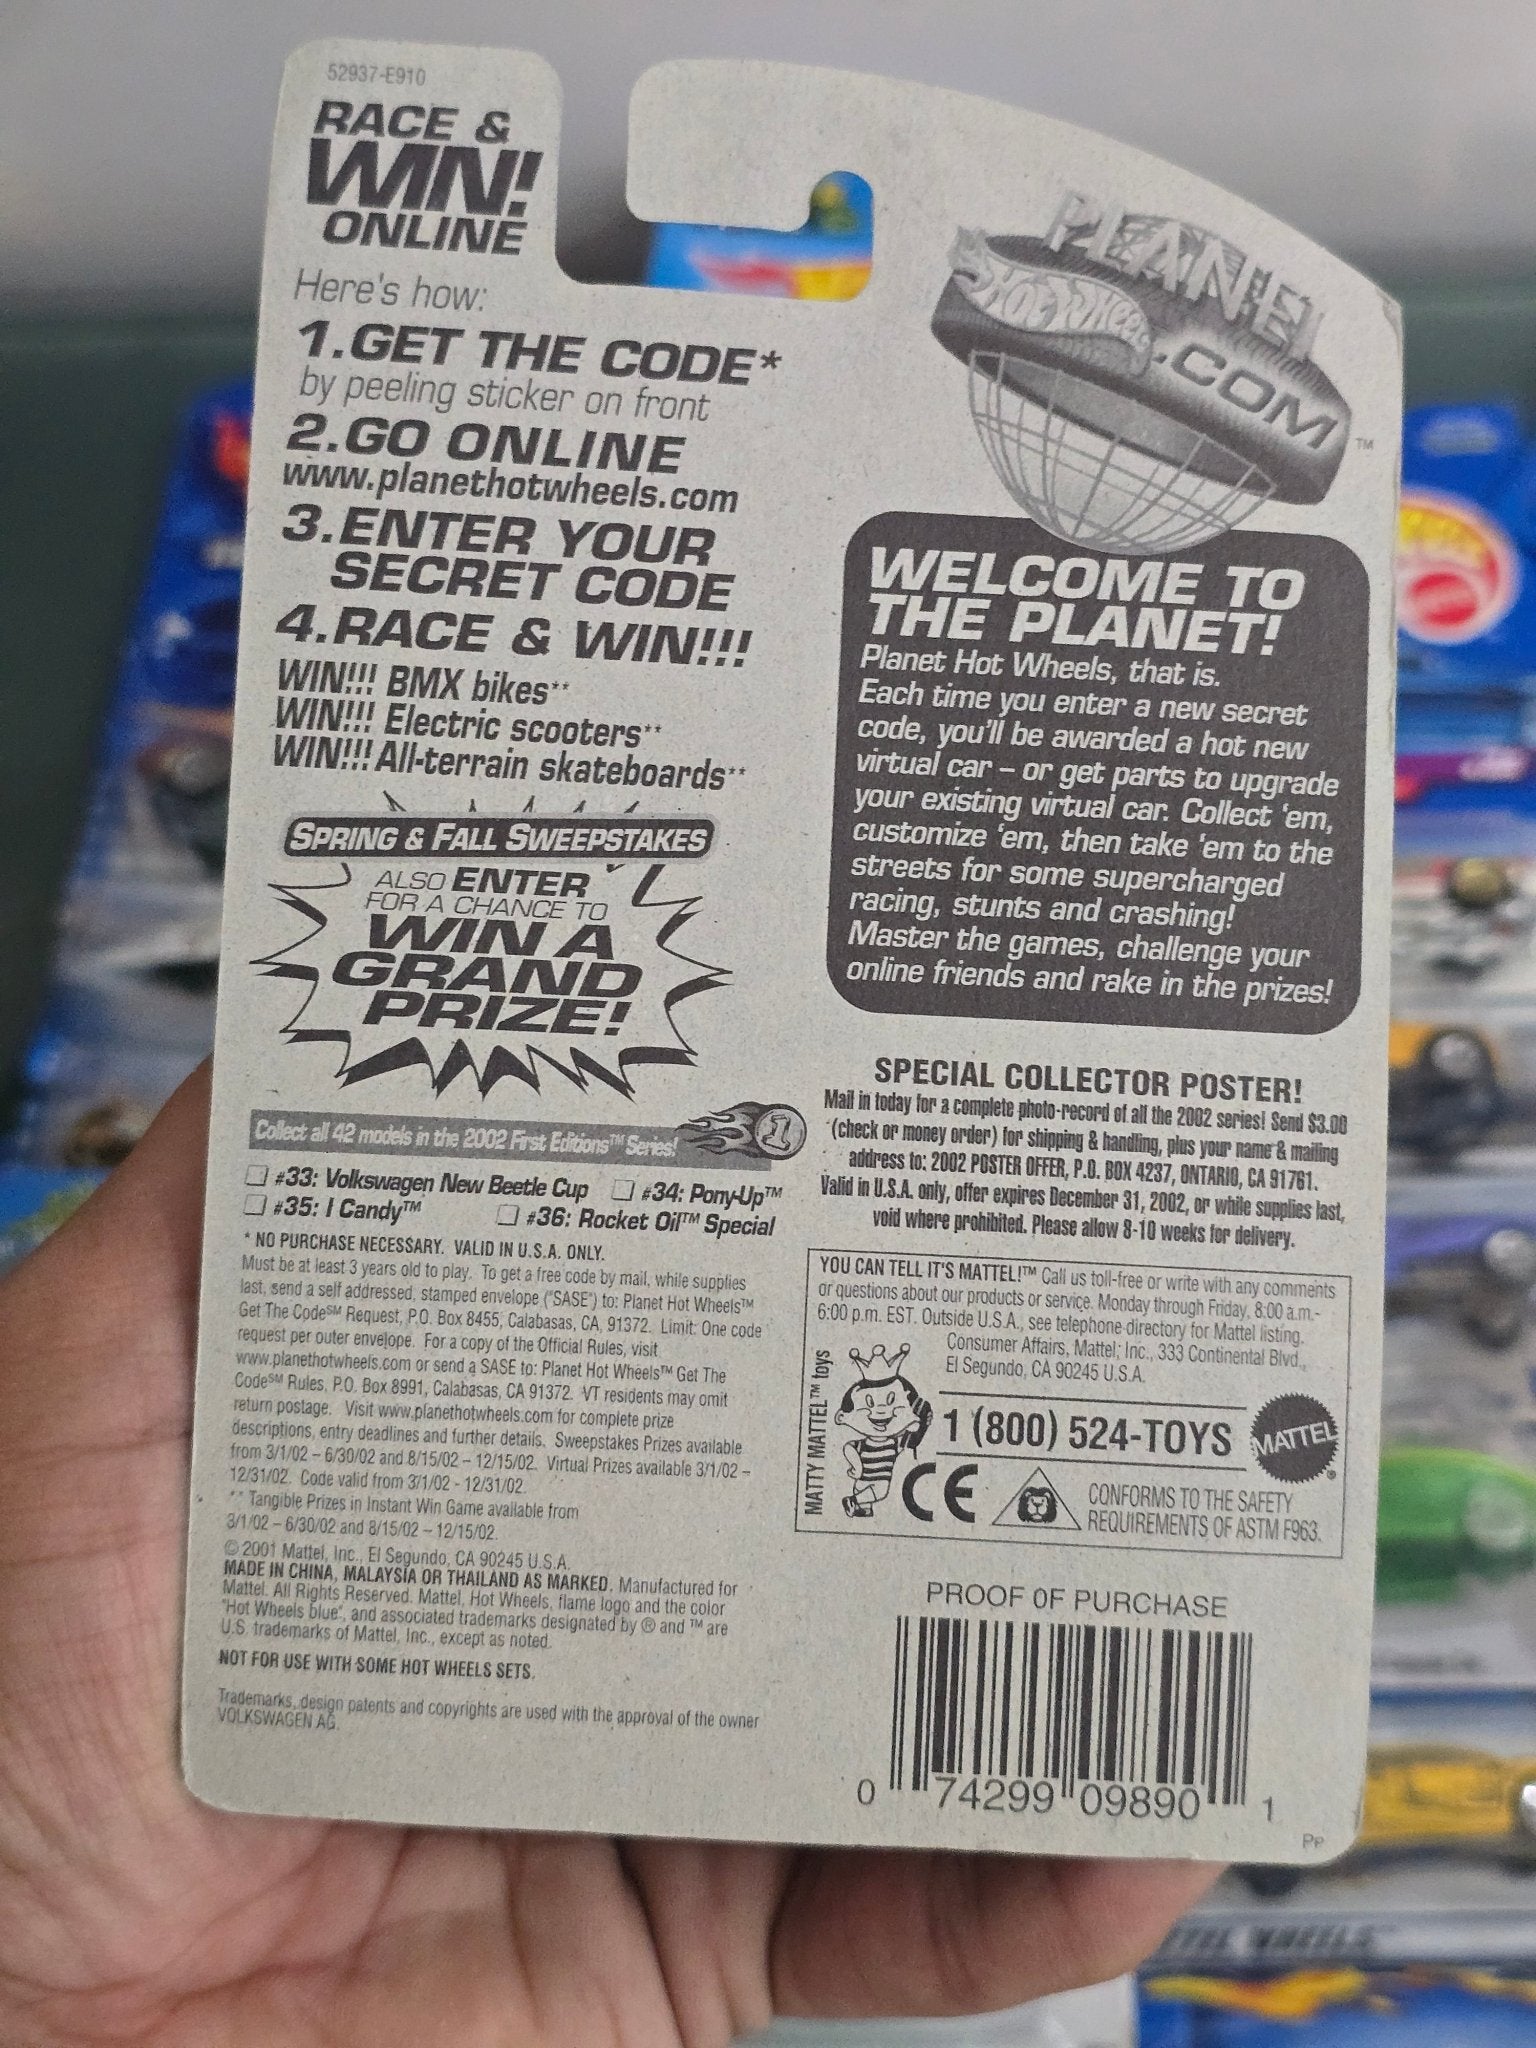 52937-E910
RACE &
WIN!
ONLINE
Here's how:
1.GET THE CODE*
by peeling sticker on front
2.GO ONLINE
www.planethotwheels.com
3.ENTER YOUR
SECRET CODE
4.RACE & WIN!!!
WIN!!! BMX bikes**
WIN!!! Electric scooters**
WIN!!! All-terrain skateboards**
SPRING & FALL SWEEPSTAKES
ALSO ENTER
FOR A CHANCE TO
WIN A
GRAND
PRIZE!
Collect all 42 models in the 2002 First Editions™ Series!
1
#33: Volkswagen New Beetle Cup #34: Pony-Up™
#35: I Candy™ #36: Rocket Oil™ Special
* NO PURCHASE NECESSARY. VALID IN U.S.A. ONLY.
Must be at least 3 years old to play. To get a free code by mail, while supplies
last, send a self addressed, stamped envelope ("SASE") to: Planet Hot Wheels™
Get The Code℠ Request, P.O. Box 8455, Calabasas, CA, 91372. Limit: One code
request per outer envelope. For a copy of the Official Rules, visit
www.planethotwheels.com or send a SASE to: Planet Hot Wheels™ Get The
Code℠ Rules, P.O. Box 8991, Calabasas, CA 91372. VT residents may omit
return postage. Visit www.planethotwheels.com for complete prize
descriptions, entry deadlines and further details. Sweepstakes Prizes available
from 3/1/02 – 6/30/02 and 8/15/02 – 12/15/02. Virtual Prizes available 3/1/02 –
12/31/02. Code valid from 3/1/02 - 12/31/02.
** Tangible Prizes in Instant Win Game available from
3/1/02 – 6/30/02 and 8/15/02 – 12/15/02.
© 2001 Mattel, Inc., El Segundo, CA 90245 U.S.A.
MADE IN CHINA, MALAYSIA OR THAILAND AS MARKED. Manufactured for
Mattel. All Rights Reserved. Mattel, Hot Wheels, flame logo and the color
"Hot Wheels blue", and associated trademarks designated by ® and ™ are
U.S. trademarks of Mattel, Inc., except as noted.
NOT FOR USE WITH SOME HOT WHEELS SETS.
Trademarks, design patents and copyrights are used with the approval of the owner
VOLKSWAGEN AG.
PLANET
HOT WHEELS
.COM™
WELCOME TO
THE PLANET!
Planet Hot Wheels, that is.
Each time you enter a new secret
code, you'll be awarded a hot new
virtual car – or get parts to upgrade
your existing virtual car. Collect 'em,
customize 'em, then take 'em to the
streets for some supercharged
racing, stunts and crashing!
Master the games, challenge your
online friends and rake in the prizes!
SPECIAL COLLECTOR POSTER!
Mail in today for a complete photo-record of all the 2002 series! Send $3.00
(check or money order) for shipping & handling, plus your name & mailing
address to: 2002 POSTER OFFER, P.O. BOX 4237, ONTARIO, CA 91761.
Valid in U.S.A. only, offer expires December 31, 2002, or while supplies last,
void where prohibited. Please allow 8-10 weeks for delivery.
YOU CAN TELL IT'S MATTEL!™ Call us toll-free or write with any comments
or questions about our products or service. Monday through Friday, 8:00 a.m.-
6:00 p.m. EST. Outside U.S.A., see telephone directory for Mattel listing.
Consumer Affairs, Mattel, Inc., 333 Continental Blvd.,
El Segundo, CA 90245 U.S.A.
MATTY MATTEL™ toys
1 (800) 524-TOYS
MATTEL®
CE
CONFORMS TO THE SAFETY
REQUIREMENTS OF ASTM F963.
PROOF OF PURCHASE
0 74299 09890 1
Pp